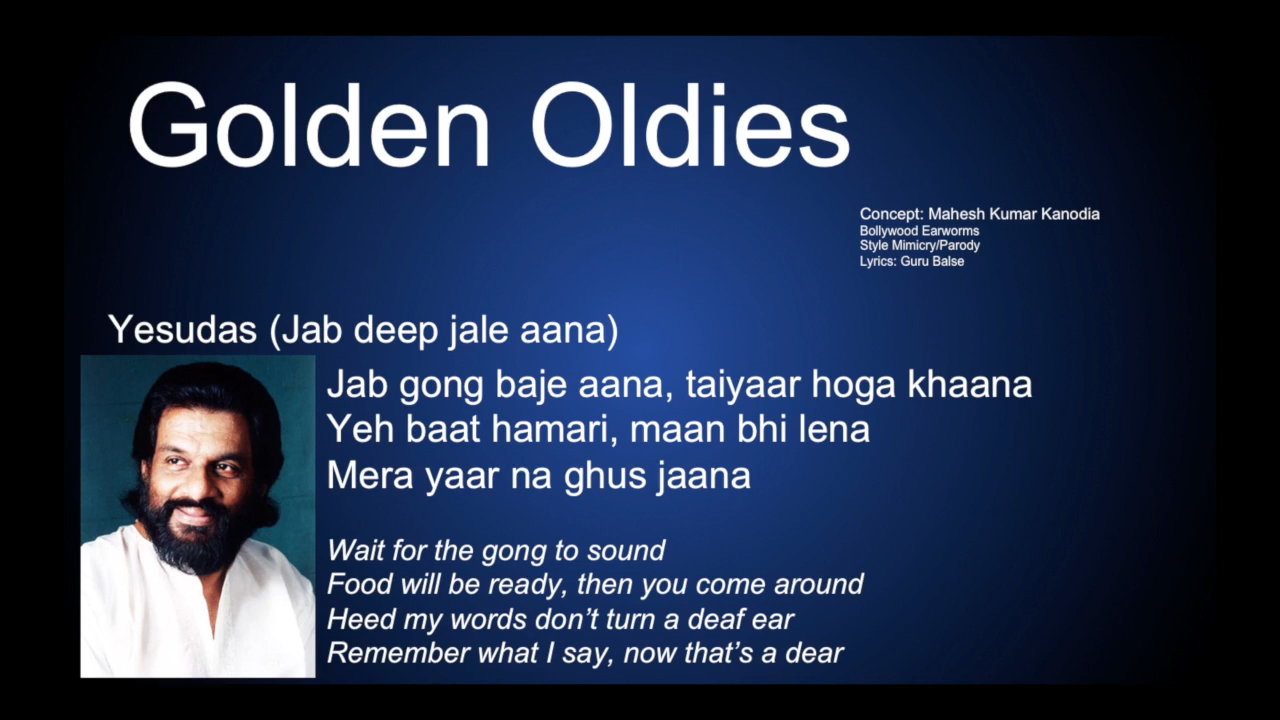 Golden Oldies
Concept: Mahesh Kumar Kanodia
Bollywood Earworms
Style Mimicry/Parody
Lyrics: Guru Balse
Yesudas (Jab deep jale aana)
Jab gong baje aana, taiyaar hoga khaana
Yeh baat hamari, maan bhi lena
Mera yaar na ghus jaana
Wait for the gong to sound
Food will be ready, then you come around
Heed my words don’t turn a deaf ear
Remember what I say, now that’s a dear